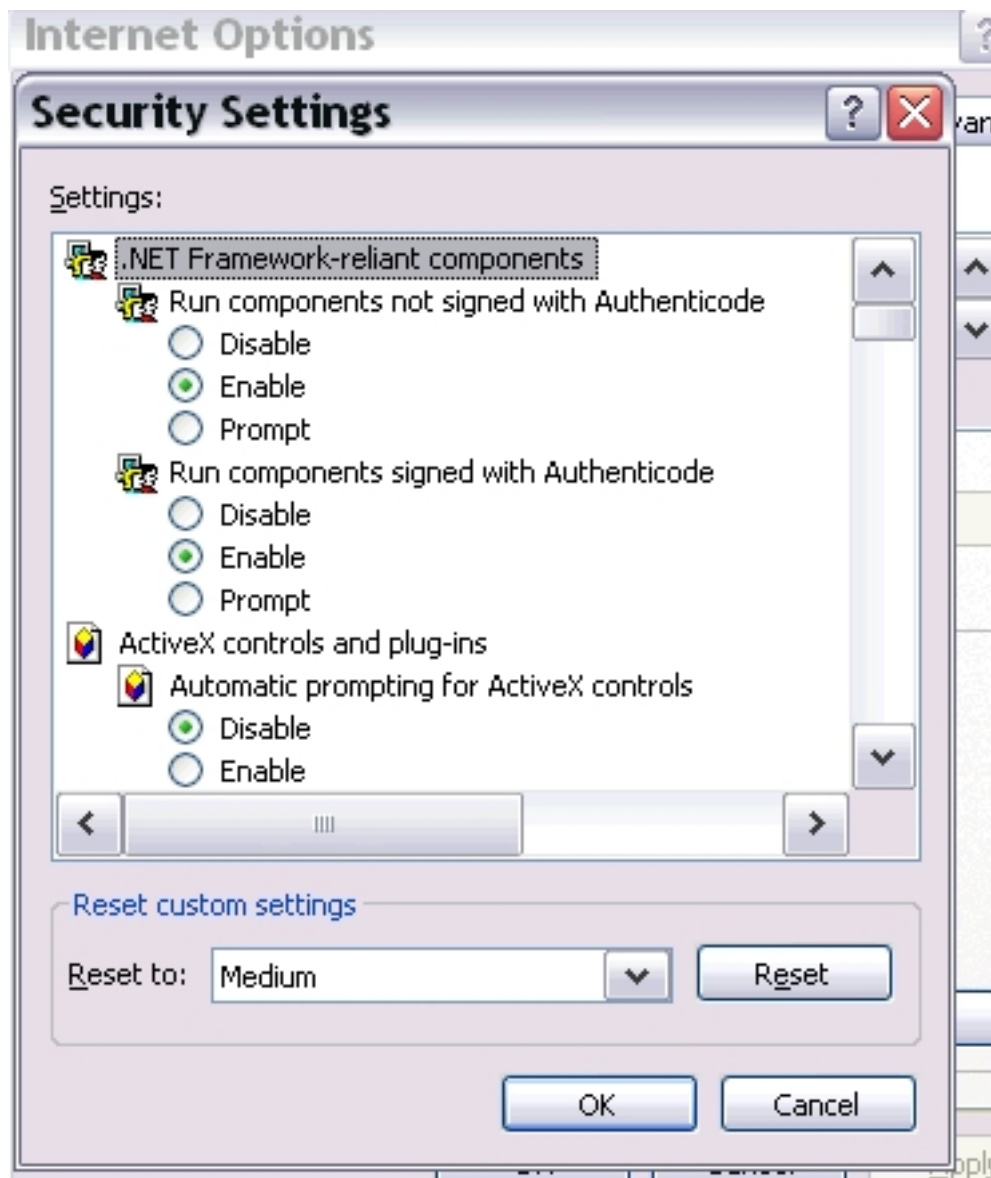 Internet Options
?
Security Settings
?
Settings:
.NET Framework-reliant components
Run components not signed with Authenticode
Disable
Enable
Prompt
Run components signed with Authenticode
Disable
Enable
Prompt
ActiveX controls and plug-ins
Automatic prompting for ActiveX controls
Disable
Enable
Reset custom settings
Reset to:
Medium
Reset
OK
Cancel